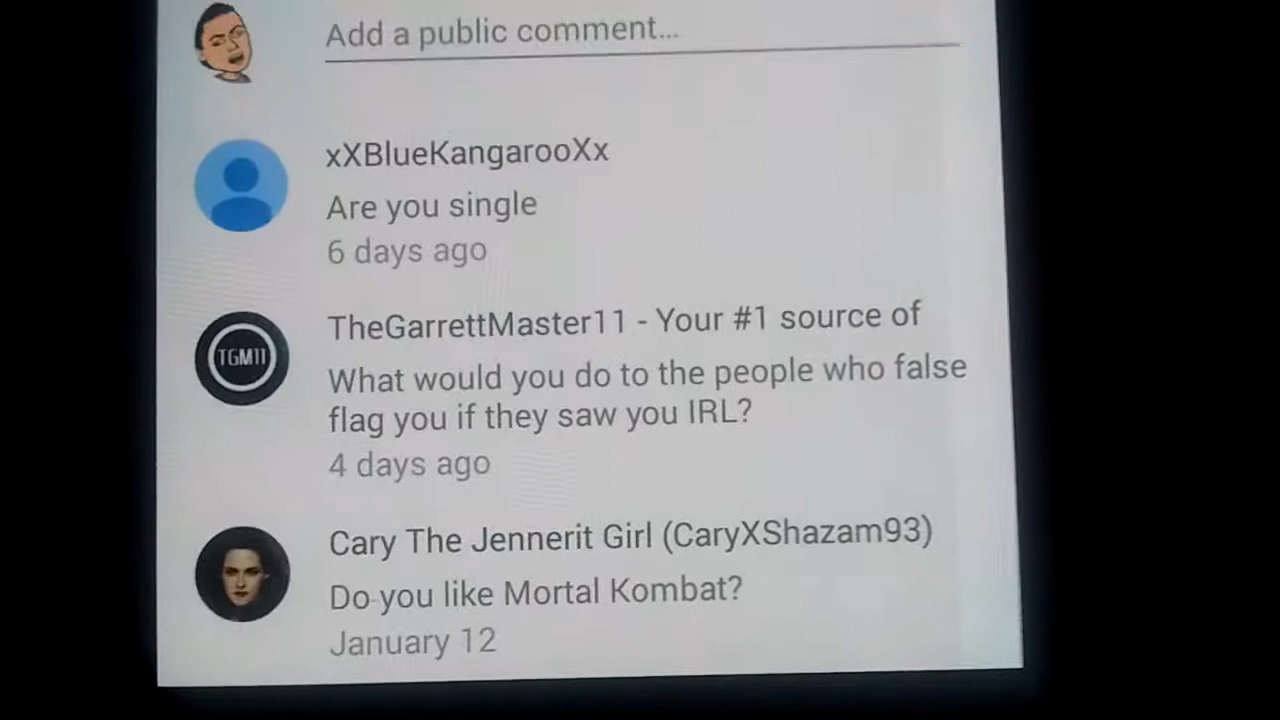 Add a public comment...
xXBlueKangarooXx
Are you single
6 days ago
TheGarrettMaster11 - Your #1 source of
TGM11
What would you do to the people who false
flag you if they saw you IRL?
4 days ago
Cary The Jennerit Girl (CaryXShazam93)
Do you like Mortal Kombat?
January 12